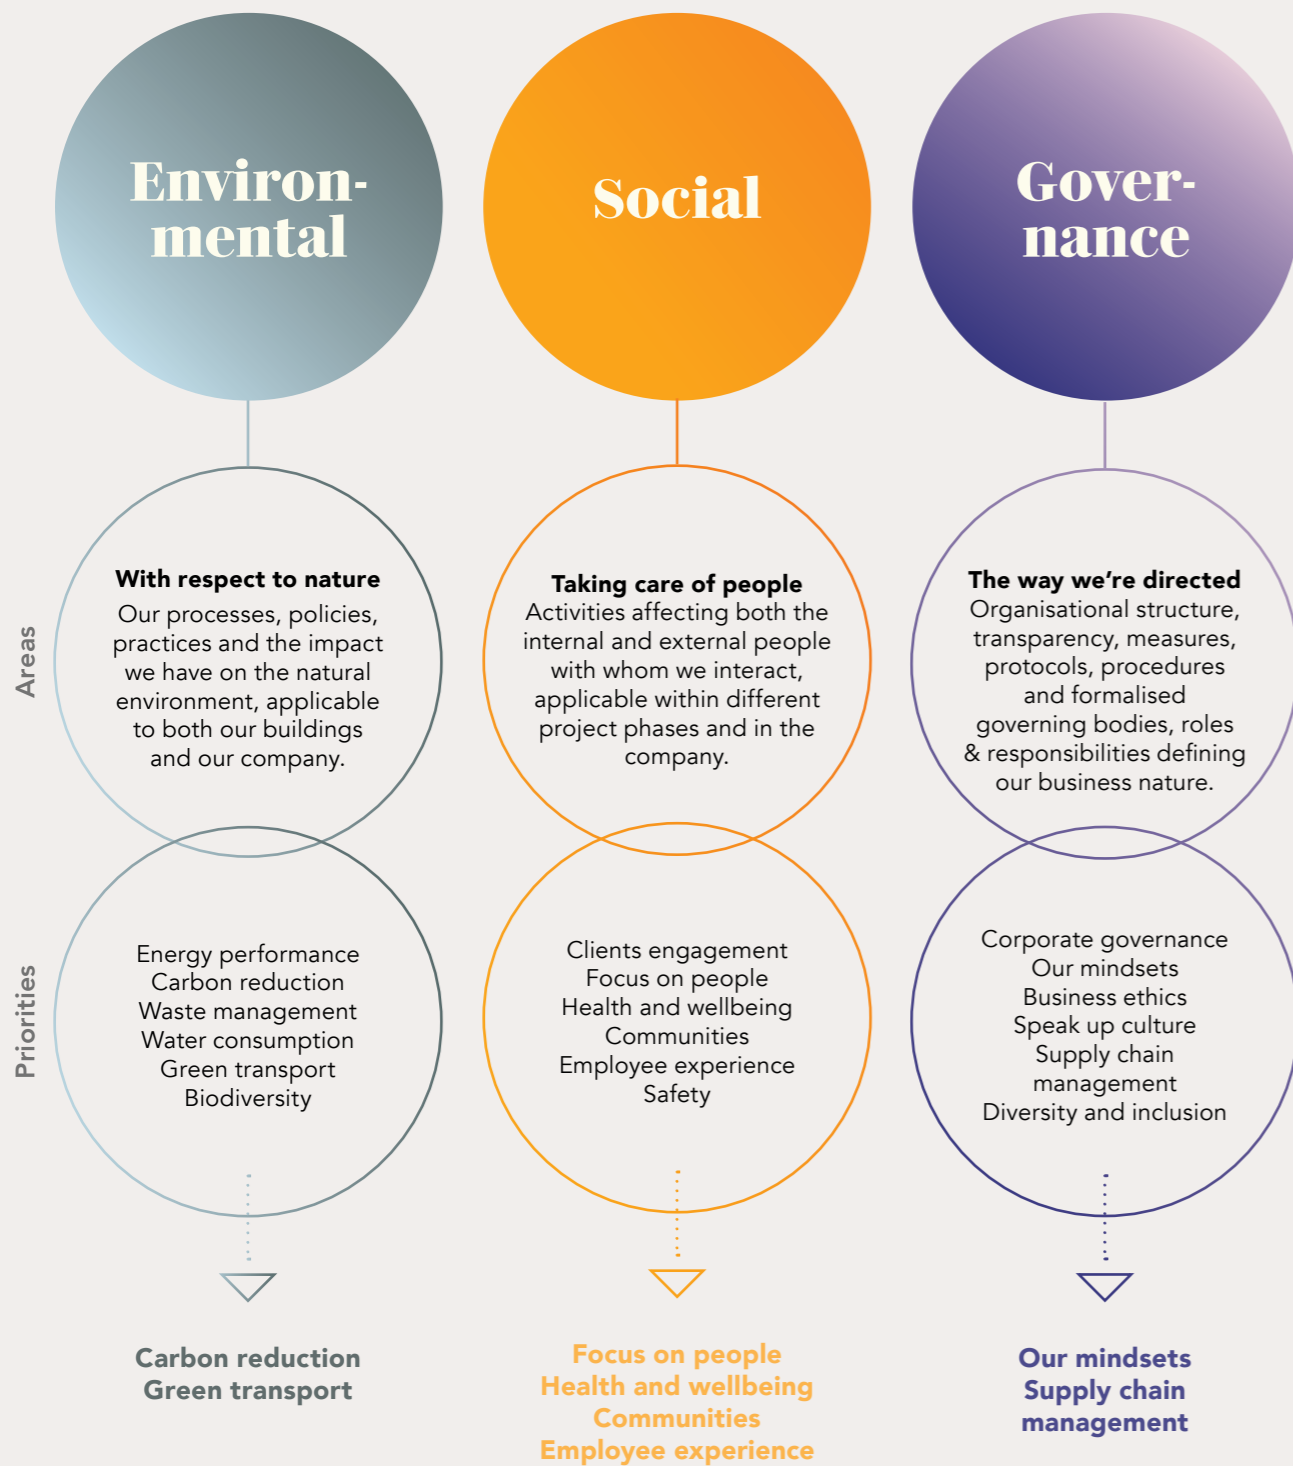 Environ-
mental
Social
Gover-
nance
Areas
With respect to nature
Our processes, policies,
practices and the impact
we have on the natural
environment, applicable
to both our buildings
and our company.
Taking care of people
Activities affecting both the
internal and external people
with whom we interact,
applicable within different
project phases and in the
company.
The way we’re directed
Organisational structure,
transparency, measures,
protocols, procedures
and formalised
governing bodies, roles
& responsibilities defining
our business nature.
Priorities
Energy performance
Carbon reduction
Waste management
Water consumption
Green transport
Biodiversity
Clients engagement
Focus on people
Health and wellbeing
Communities
Employee experience
Safety
Corporate governance
Our mindsets
Business ethics
Speak up culture
Supply chain
management
Diversity and inclusion
Carbon reduction
Green transport
Focus on people
Health and wellbeing
Communities
Employee experience
Our mindsets
Supply chain
management